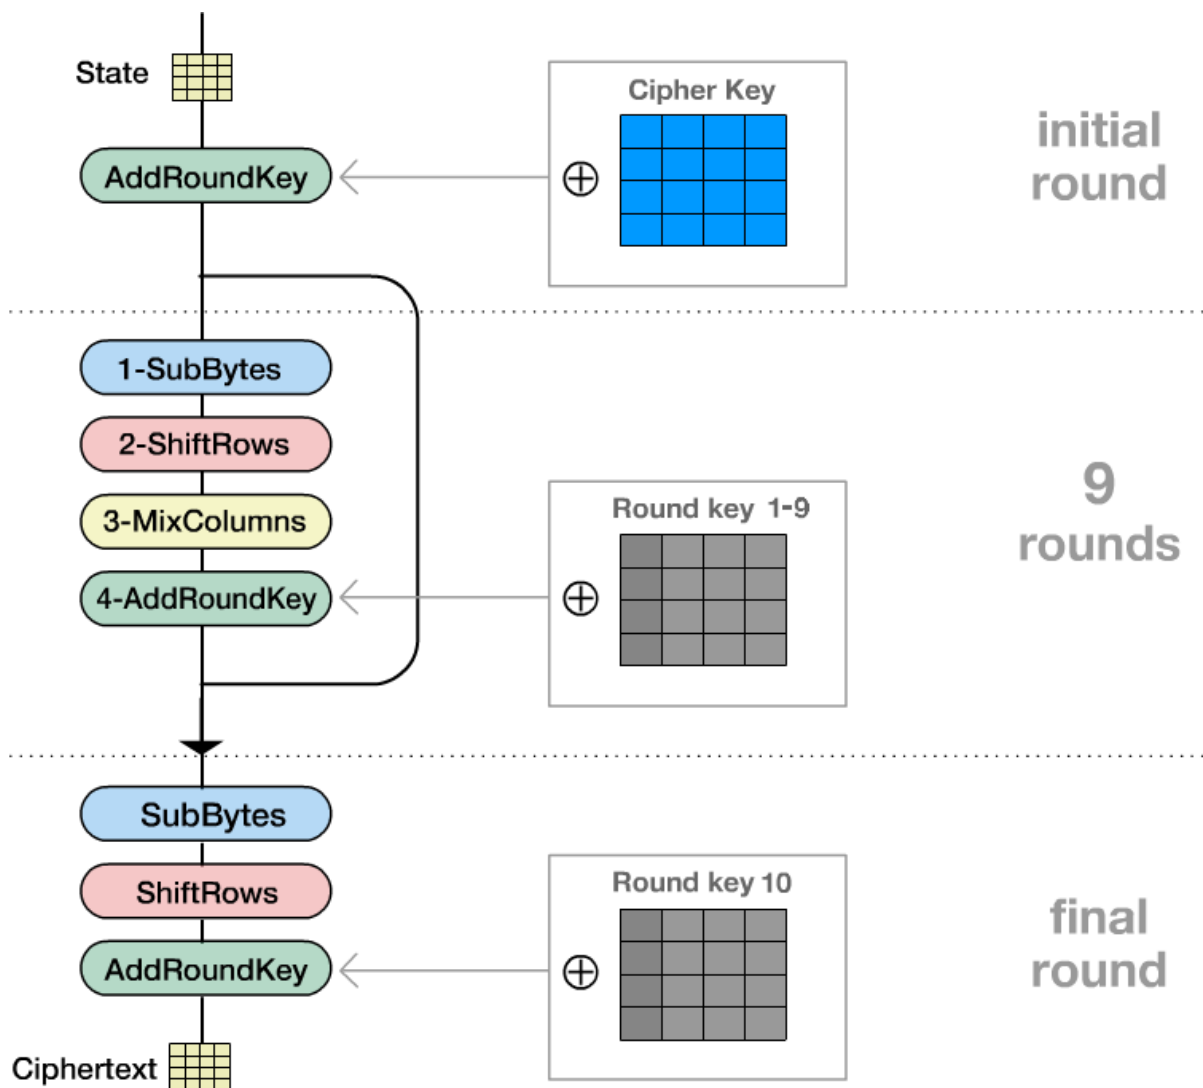 State
Cipher Key
initial
round
AddRoundKey
1-SubBytes
2-ShiftRows
3-MixColumns
4-AddRoundKey
Round key 1-9
9
rounds
SubBytes
ShiftRows
AddRoundKey
Round key 10
final
round
Ciphertext